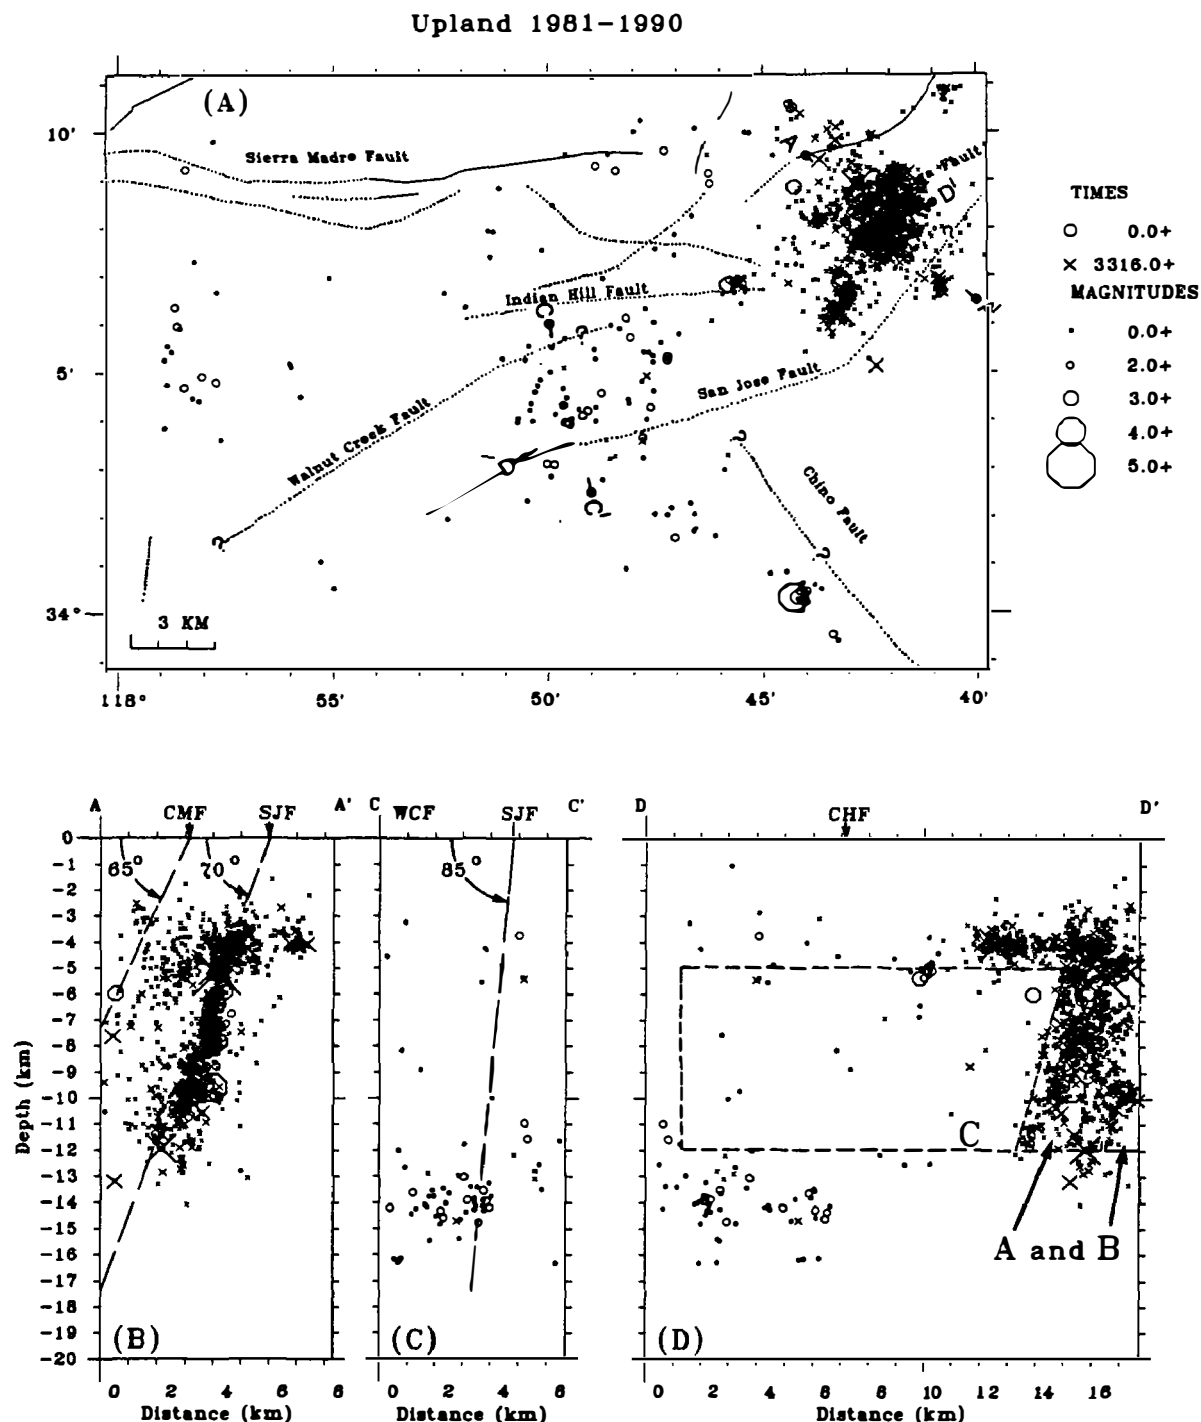 Upland 1981-1990
(A)
10'
Sierra Madre Fault
A
Fault
D'
Indian Hill Fault
C
5'
San Jose Fault
Walnut Creek Fault
D
?
?
C'
Chino Fault
?
?
34°
3 KM
118° 55' 50' 45' 40'
TIMES
0.0+
3316.0+
MAGNITUDES
0.0+
2.0+
3.0+
4.0+
5.0+
A CMF SJF A'
65° 70°
Depth (km)
0
-1
-2
-3
-4
-5
-6
-7
-8
-9
-10
-11
-12
-13
-14
-15
-16
-17
-18
-19
-20
(B)
0 2 4 6 8
Distance (km)
C WCF SJF C'
85°
(C)
0 2 4 6
Distance (km)
D CHF D'
C
A and B
(D)
0 2 4 6 8 10 12 14 16
Distance (km)